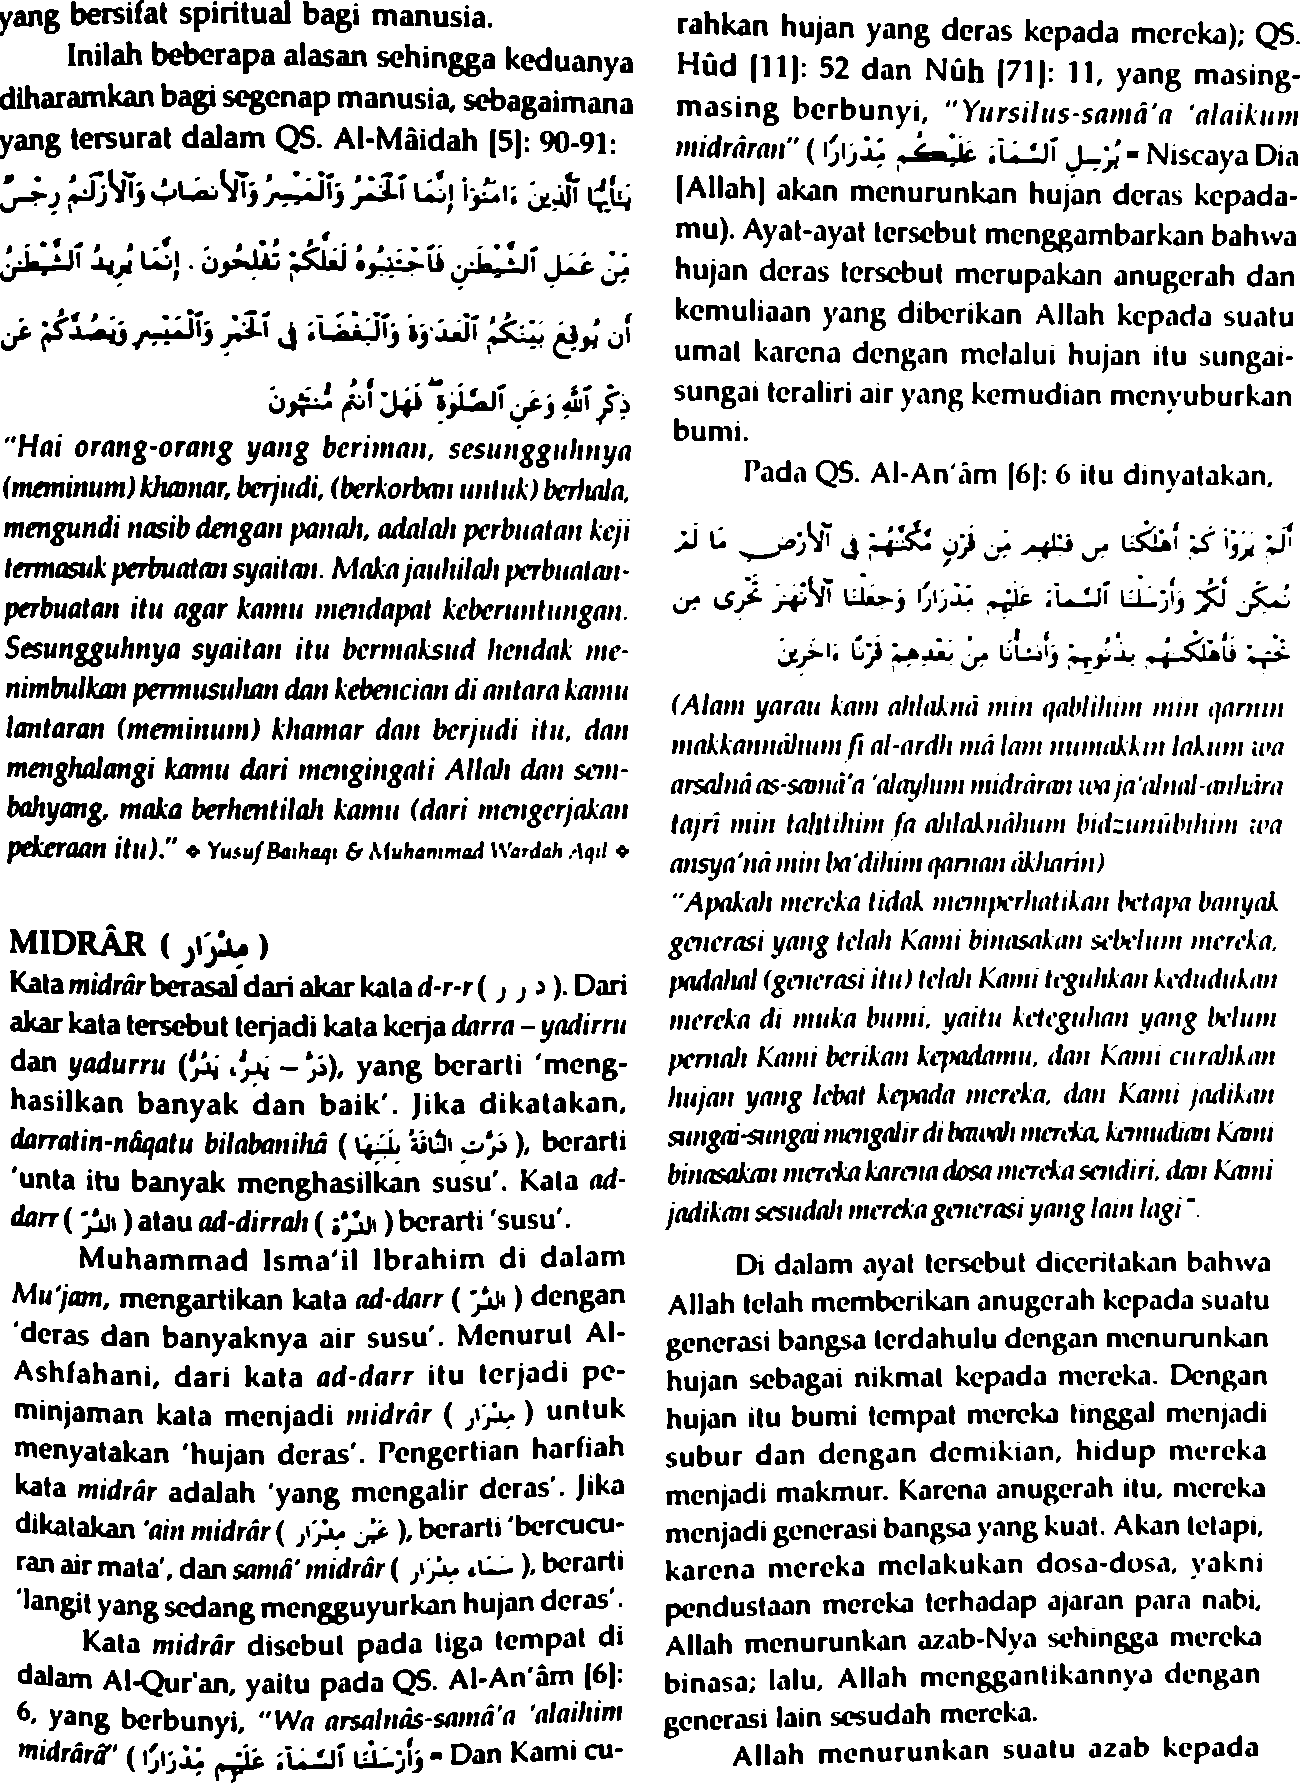 yang bersifat spiritual bagi manusia.
Inilah beberapa alasan sehingga keduanya
diharamkan bagi segenap manusia, sebagaimana
yang tersurat dalam QS. Al-Mâidah [5]: 90-91:
يَٰٓأَيُّهَا ٱلَّذِينَ ءَامَنُوٓا۟ إِنَّمَا ٱلْخَمْرُ وَٱلْمَيْسِرُ وَٱلْأَنصَابُ وَٱلْأَزْلَٰمُ رِجْسٌ
مِّنْ عَمَلِ ٱلشَّيْطَٰنِ فَٱجْتَنِبُوهُ لَعَلَّكُمْ تُفْلِحُونَ . إِنَّمَا يُرِيدُ ٱلشَّيْطَٰنُ
أَن يُوقِعَ بَيْنَكُمُ ٱلْعَدَٰوَةَ وَٱلْبَغْضَآءَ فِى ٱلْخَمْرِ وَٱلْمَيْسِرِ وَيَصُدَّكُمْ عَن
ذِكْرِ ٱللَّهِ وَعَنِ ٱلصَّلَوٰةِ ۖ فَهَلْ أَنتُم مُّنتَهُونَ
"Hai orang-orang yang beriman, sesungguhnya
(meminum) khamar, berjudi, (berkorban untuk) berhala,
mengundi nasib dengan panah, adalah perbuatan keji
termasuk perbuatan syaitan. Maka jauhilah perbuatan-
perbuatan itu agar kamu mendapat keberuntungan.
Sesungguhnya syaitan itu bermaksud hendak me-
nimbulkan permusuhan dan kebencian di antara kamu
lantaran (meminum) khamar dan berjudi itu, dan
menghalangi kamu dari mengingati Allah dan sem-
bahyang, maka berhentilah kamu (dari mengerjakan
pekeraan itu)." ❖ Yusuf Baihaqi & Muhammad Wardah Aqil ❖
MIDRÂR ( مِدْرَار )
Kata midrâr berasal dari akar kata d-r-r ( د ر ر ). Dari
akar kata tersebut terjadi kata kerja darra – yadirru
dan yadurru (دَرَّ – يَدِرُّ، يَدُرُّ), yang berarti 'meng-
hasilkan banyak dan baik'. Jika dikatakan,
darratin-nâqatu bilabanihâ ( دَرَّتِ النَّاقَةُ بِلَبَنِهَا ), berarti
'unta itu banyak menghasilkan susu'. Kata ad-
darr ( الدَّرُّ ) atau ad-dirrah ( الدِّرَّةُ ) berarti 'susu'.
Muhammad Isma'il Ibrahim di dalam
Mu'jam, mengartikan kata ad-darr ( الدَّرُّ ) dengan
'deras dan banyaknya air susu'. Menurut Al-
Ashfahani, dari kata ad-darr itu terjadi pe-
minjaman kata menjadi midrâr ( مِدْرَار ) untuk
menyatakan 'hujan deras'. Pengertian harfiah
kata midrâr adalah 'yang mengalir deras'. Jika
dikatakan 'ain midrâr ( عَيْن مِدْرَار ), berarti 'bercucu-
ran air mata', dan samâ' midrâr ( سَمَاء مِدْرَار ), berarti
'langit yang sedang mengguyurkan hujan deras'.
Kata midrâr disebut pada tiga tempat di
dalam Al-Qur'an, yaitu pada QS. Al-An'âm [6]:
6, yang berbunyi, "Wa arsalnâs-samâ'a 'alaihim
midrârâ" ( وَأَرْسَلْنَا ٱلسَّمَآءَ عَلَيْهِم مِّدْرَارًا = Dan Kami cu-
rahkan hujan yang deras kepada mereka); QS.
Hûd [11]: 52 dan Nûh [71]: 11, yang masing-
masing berbunyi, "Yursilus-samâ'a 'alaikum
midrâran" ( يُرْسِلِ ٱلسَّمَآءَ عَلَيْكُم مِّدْرَارًا = Niscaya Dia
[Allah] akan menurunkan hujan deras kepada-
mu). Ayat-ayat tersebut menggambarkan bahwa
hujan deras tersebut merupakan anugerah dan
kemuliaan yang diberikan Allah kepada suatu
umat karena dengan melalui hujan itu sungai-
sungai teraliri air yang kemudian menyuburkan
bumi.
Pada QS. Al-An'âm [6]: 6 itu dinyatakan,
أَلَمْ يَرَوْا۟ كَمْ أَهْلَكْنَا مِن قَبْلِهِم مِّن قَرْنٍ مَّكَّنَّٰهُمْ فِى ٱلْأَرْضِ مَا لَمْ
نُمَكِّن لَّكُمْ وَأَرْسَلْنَا ٱلسَّمَآءَ عَلَيْهِم مِّدْرَارًا وَجَعَلْنَا ٱلْأَنْهَٰرَ تَجْرِى مِن
تَحْتِهِمْ فَأَهْلَكْنَٰهُم بِذُنُوبِهِمْ وَأَنشَأْنَا مِنۢ بَعْدِهِمْ قَرْنًا ءَاخَرِينَ
(Alam yarau kam ahlaknâ min qablihim min qarnin
makkannâhum fi al-ardh mâ lam numakkin lakum wa
arsalnâ as-samâ'a 'alayhim midrâran wa ja'alnal-anhâra
tajrî min tahtihim fa ahlaknâhum bidzunûbihim wa
ansya'nâ min ba'dihim qarnan âkharîn)
"Apakah mereka tidak memperhatikan betapa banyak
generasi yang telah Kami binasakan sebelum mereka,
padahal (generasi itu) telah Kami teguhkan kedudukan
mereka di muka bumi, yaitu keteguhan yang belum
pernah Kami berikan kepadamu, dan Kami curahkan
hujan yang lebat kepada mereka, dan Kami jadikan
sungai-sungai mengalir di bawah mereka, kemudian Kami
binasakan mereka karena dosa mereka sendiri, dan Kami
jadikan sesudah mereka generasi yang lain lagi".
Di dalam ayat tersebut diceritakan bahwa
Allah telah memberikan anugerah kepada suatu
generasi bangsa terdahulu dengan menurunkan
hujan sebagai nikmat kepada mereka. Dengan
hujan itu bumi tempat mereka tinggal menjadi
subur dan dengan demikian, hidup mereka
menjadi makmur. Karena anugerah itu, mereka
menjadi generasi bangsa yang kuat. Akan tetapi,
karena mereka melakukan dosa-dosa, yakni
pendustaan mereka terhadap ajaran para nabi,
Allah menurunkan azab-Nya sehingga mereka
binasa; lalu, Allah menggantikannya dengan
generasi lain sesudah mereka.
Allah menurunkan suatu azab kepada